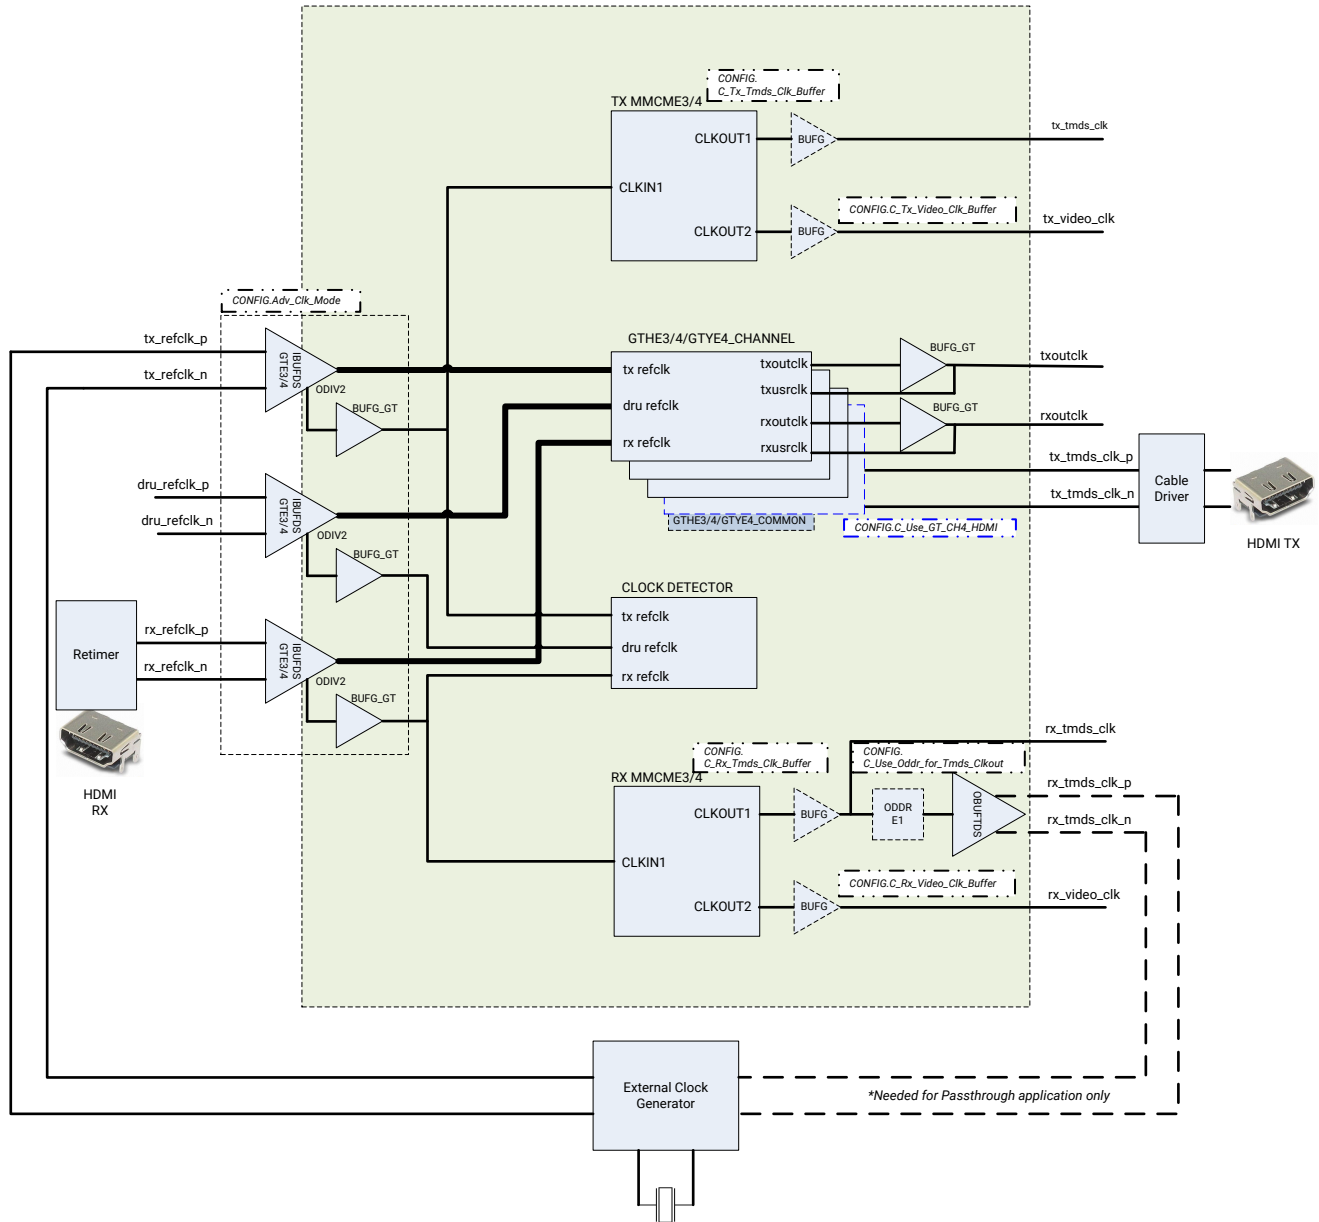 CONFIG.
C_Tx_Tmds_Clk_Buffer
TX MMCME3/4
CLKOUT1
BUFG
tx_tmds_clk
CLKIN1
CONFIG.C_Tx_Video_Clk_Buffer
CLKOUT2
BUFG
tx_video_clk
CONFIG.Adv_Clk_Mode
tx_refclk_p
tx_refclk_n
IBUFDS
GTE3/4
ODIV2
BUFG_GT
GTHE3/4/GTYE4_CHANNEL
tx refclk
dru refclk
rx refclk
txoutclk
txusrclk
rxoutclk
rxusrclk
BUFG_GT
txoutclk
BUFG_GT
rxoutclk
tx_tmds_clk_p
tx_tmds_clk_n
Cable
Driver
HDMI TX
GTHE3/4/GTYE4_COMMON
CONFIG.C_Use_GT_CH4_HDMI
dru_refclk_p
dru_refclk_n
IBUFDS
GTE3/4
ODIV2
BUFG_GT
CLOCK DETECTOR
tx refclk
dru refclk
rx refclk
Retimer
rx_refclk_p
rx_refclk_n
IBUFDS
GTE3/4
ODIV2
BUFG_GT
HDMI
RX
CONFIG.
C_Rx_Tmds_Clk_Buffer
CONFIG.
C_Use_Oddr_for_Tmds_Clkout
rx_tmds_clk
RX MMCME3/4
CLKOUT1
BUFG
ODDR
E1
OBUFTDS
rx_tmds_clk_p
rx_tmds_clk_n
CLKIN1
CONFIG.C_Rx_Video_Clk_Buffer
CLKOUT2
BUFG
rx_video_clk
External Clock
Generator
*Needed for Passthrough application only